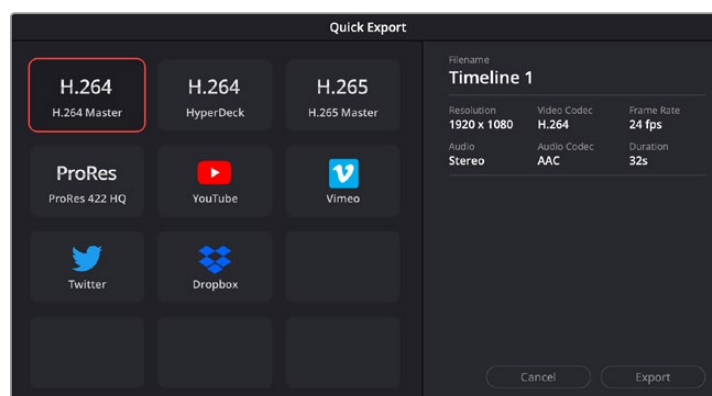 Quick Export
H.264
H.264 Master
H.264
HyperDeck
H.265
H.265 Master
ProRes
ProRes 422 HQ
YouTube
Vimeo
Twitter
Dropbox
Filename
Timeline 1
Resolution Video Codec Frame Rate
1920 x 1080 H.264 24 fps
Audio Audio Codec Duration
Stereo AAC 32s
Cancel Export